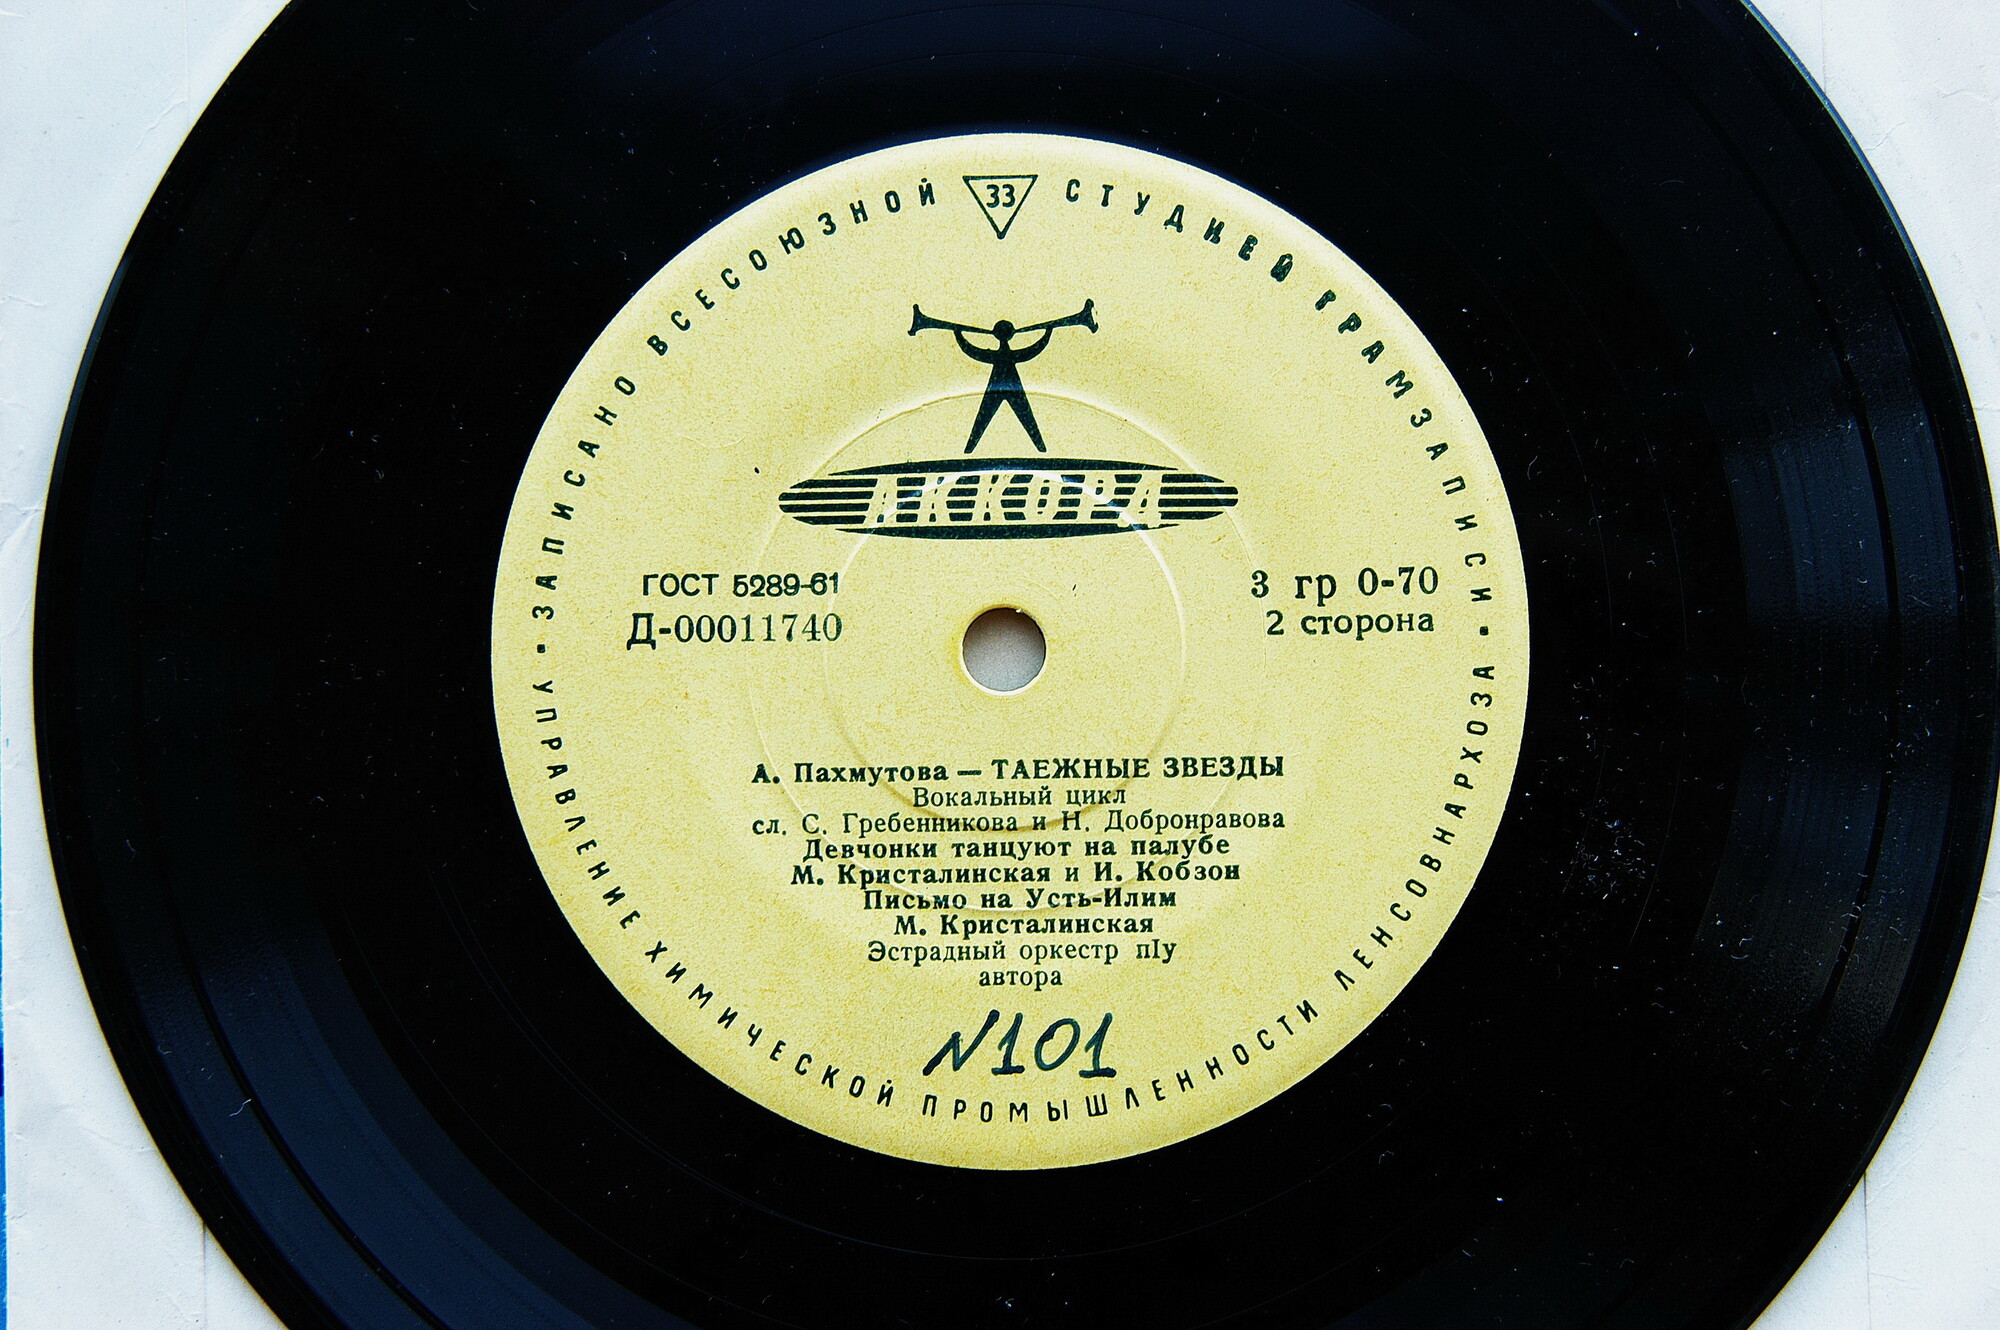 ЗАПИСАНО ВСЕСОЮЗНОЙ 33 СТУДИЕЙ ГРАМЗАПИСИ
АККОРД
ГОСТ 5289-61
Д-00011740
3 гр 0-70
2 сторона
А. Пахмутова — ТАЕЖНЫЕ ЗВЕЗДЫ
Вокальный цикл
сл. С. Гребенникова и Н. Добронравова
Девчонки танцуют на палубе
М. Кристалинская и И. Кобзон
Письмо на Усть-Илим
М. Кристалинская
Эстрадный оркестр пIу
автора
N101
• УПРАВЛЕНИЕ ХИМИЧЕСКОЙ ПРОМЫШЛЕННОСТИ ЛЕНСОВНАРХОЗА •